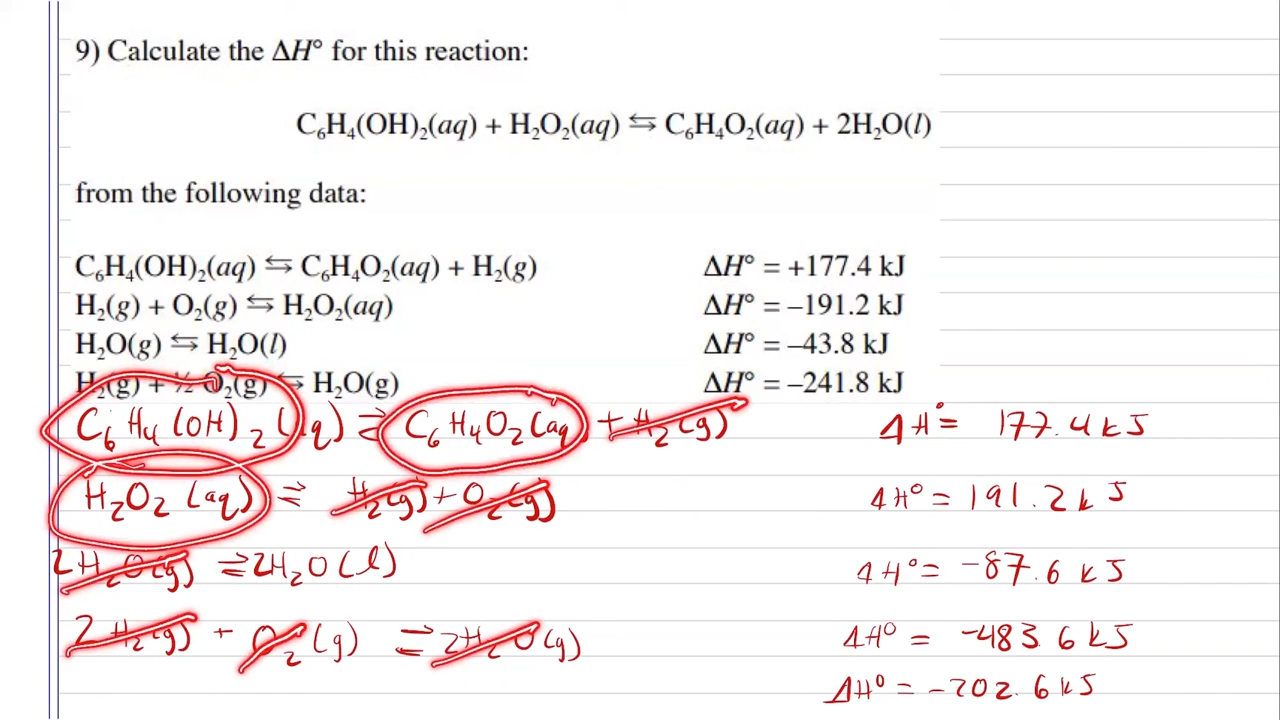 9) Calculate the ΔH° for this reaction:
C₆H₄(OH)₂(aq) + H₂O₂(aq) ⇆ C₆H₄O₂(aq) + 2H₂O(l)
from the following data:
C₆H₄(OH)₂(aq) ⇆ C₆H₄O₂(aq) + H₂(g) ΔH° = +177.4 kJ
H₂(g) + O₂(g) ⇆ H₂O₂(aq) ΔH° = –191.2 kJ
H₂O(g) ⇆ H₂O(l) ΔH° = –43.8 kJ
H₂(g) + ½ O₂(g) ⇆ H₂O(g) ΔH° = –241.8 kJ
C₆H₄(OH)₂(aq) ⇌ C₆H₄O₂(aq) + H₂(g) ΔH° = 177.4 kJ
H₂O₂(aq) ⇌ H₂(g) + O₂(g) ΔH° = 191.2 kJ
2H₂O(g) ⇌ 2H₂O(l) ΔH° = -87.6 kJ
2H₂(g) + O₂(g) ⇌ 2H₂O(g) ΔH° = -483.6 kJ
ΔH° = -202.6 kJ